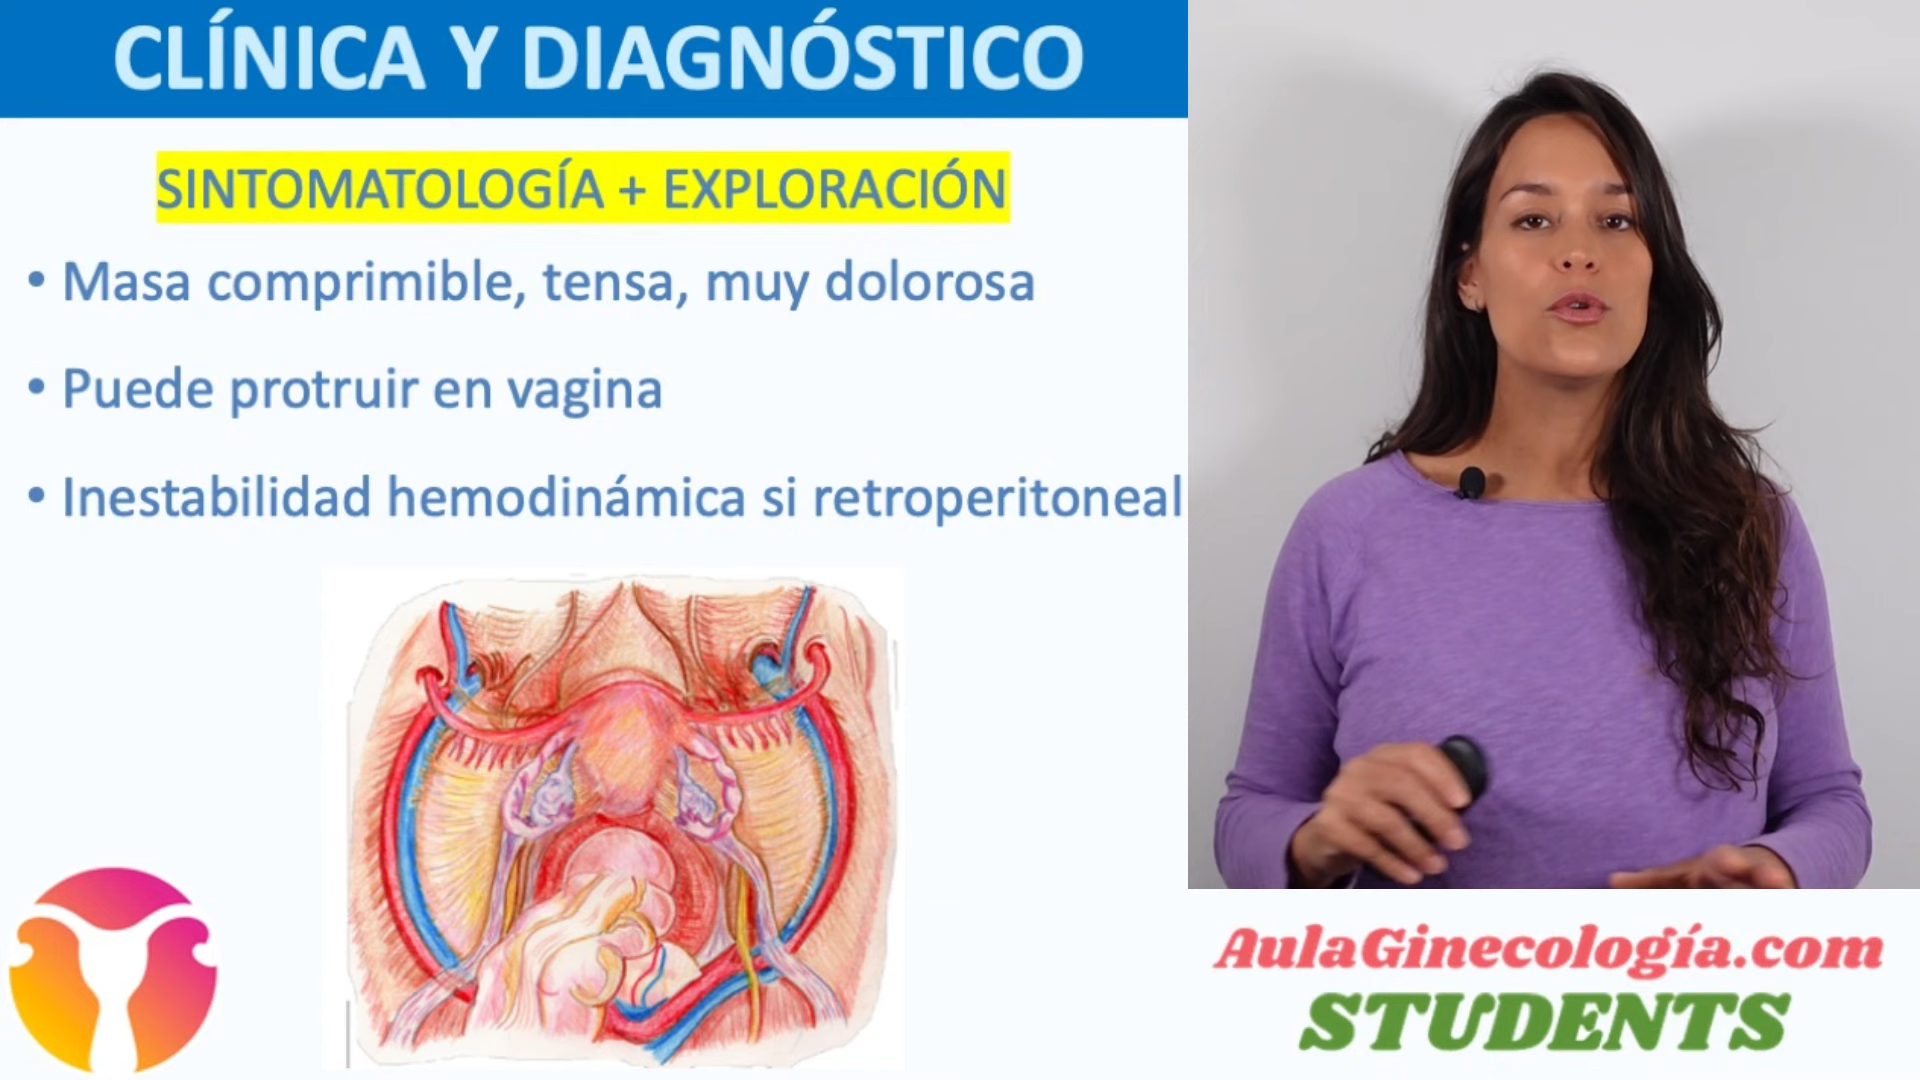 CLÍNICA Y DIAGNÓSTICO
SINTOMATOLOGÍA + EXPLORACIÓN
• Masa comprimible, tensa, muy dolorosa
• Puede protruir en vagina
• Inestabilidad hemodinámica si retroperitoneal
AulaGinecología.com
STUDENTS